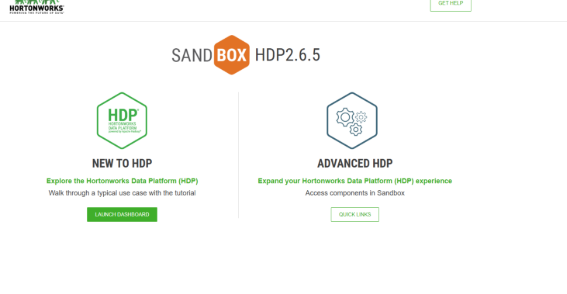 HORTONWORKS
POWERING THE FUTURE OF DATA
GET HELP
SANDBOX HDP2.6.5
HDP
HORTONWORKS
DATA PLATFORM
NEW TO HDP
Explore the Hortonworks Data Platform (HDP)
Walk through a typical use case with the tutorial
LAUNCH DASHBOARD
ADVANCED HDP
Expand your Hortonworks Data Platform (HDP) experience
Access components in Sandbox
QUICK LINKS